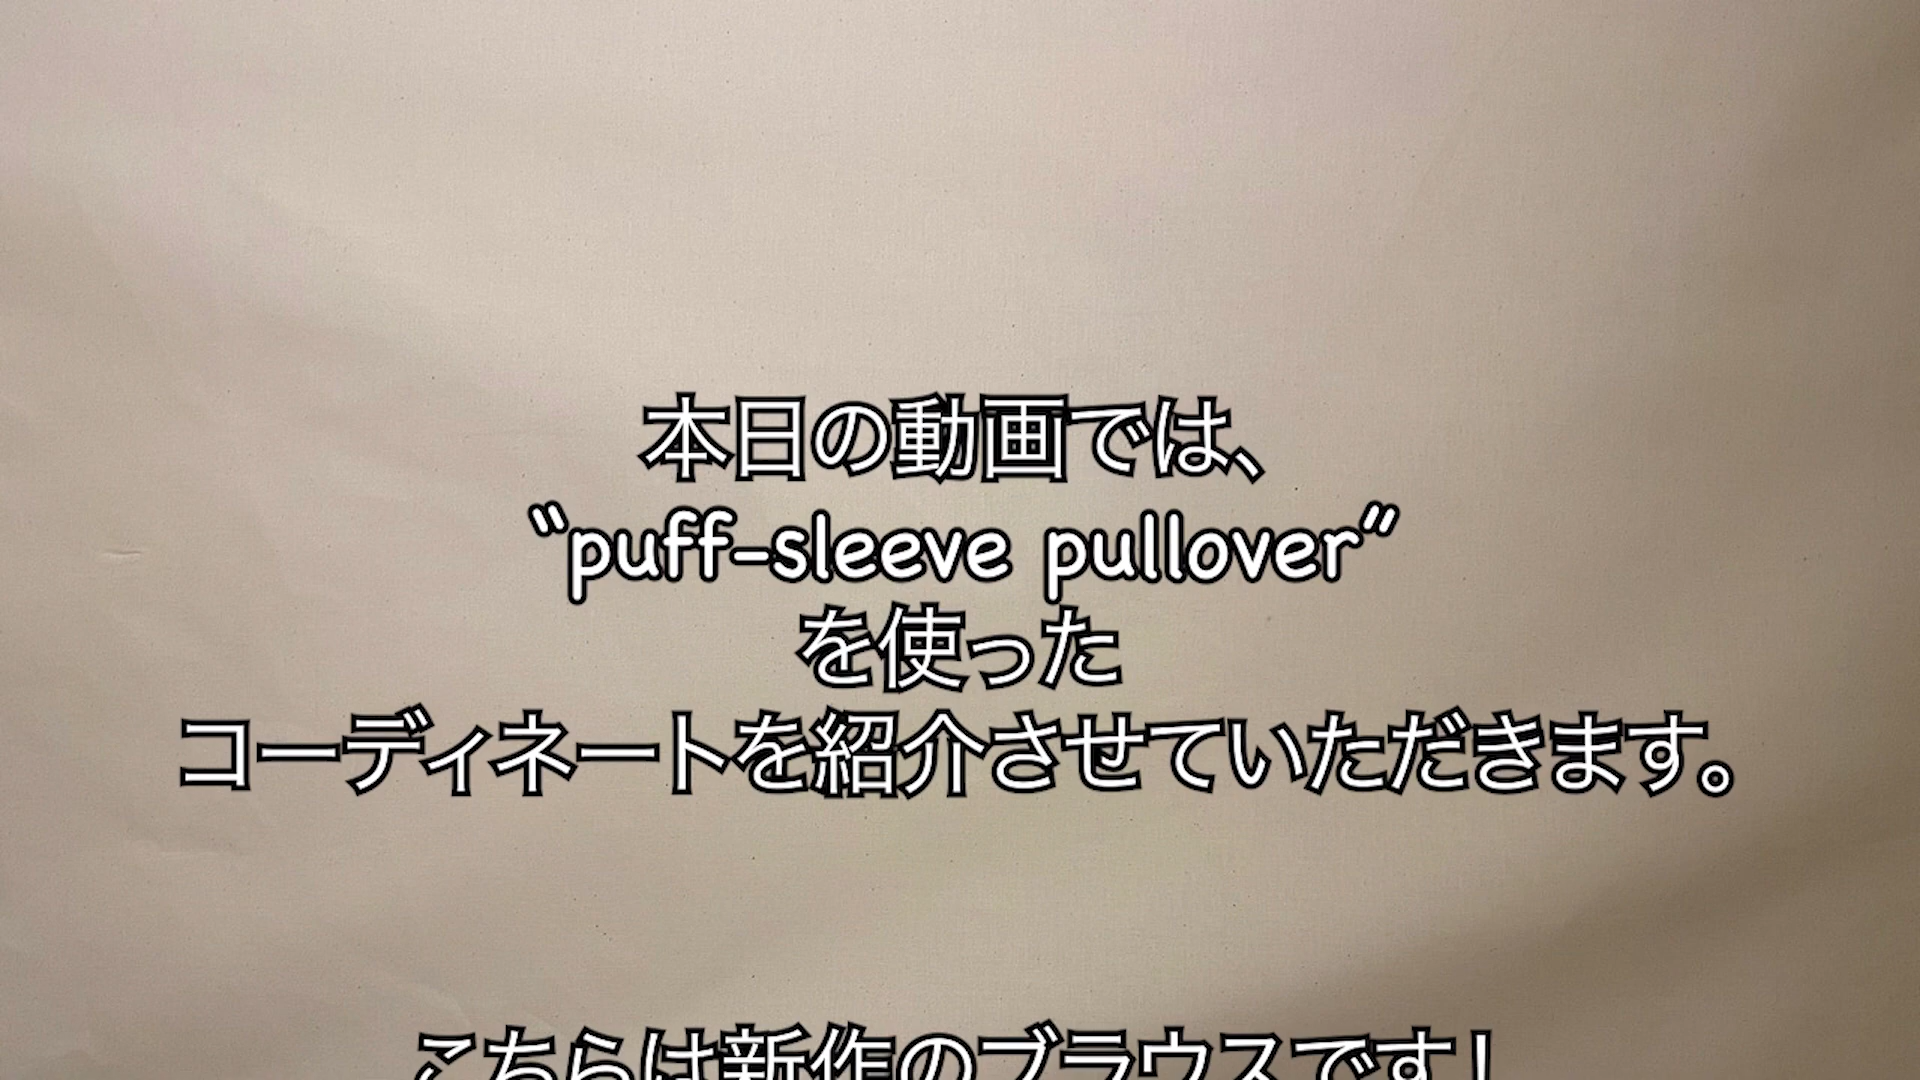 本日の動画では、
“puff-sleeve pullover”
を使った
コーディネートを紹介させていただきます。
こちらは新作のブラウスです!